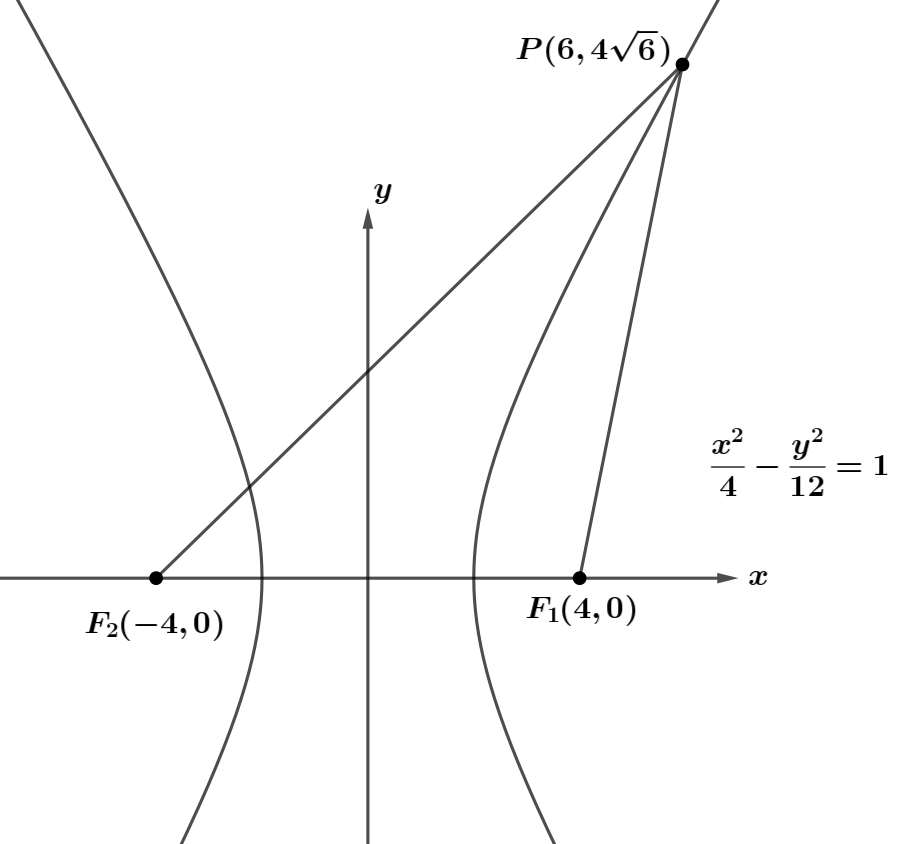 P(6, 4√6)
y
x²/4 − y²/12 = 1
x
F₂(−4, 0)
F₁(4, 0)